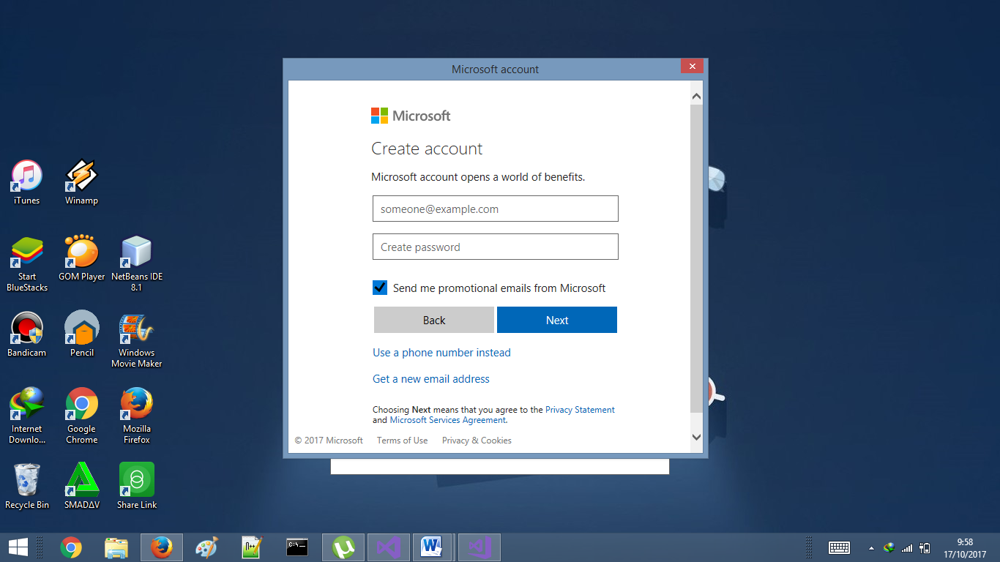 Microsoft account
Microsoft
Create account
Microsoft account opens a world of benefits.
someone@example.com
Create password
Send me promotional emails from Microsoft
Back
Next
Use a phone number instead
Get a new email address
Choosing Next means that you agree to the Privacy Statement
and Microsoft Services Agreement.
© 2017 Microsoft
Terms of Use
Privacy & Cookies
iTunes
Winamp
Start
BlueStacks
GOM Player
NetBeans IDE
8.1
Bandicam
Pencil
Windows
Movie Maker
Internet
Downlo...
Google
Chrome
Mozilla
Firefox
Recycle Bin
SMADΔV
Share Link
N++
C:\.
W
9:58
17/10/2017